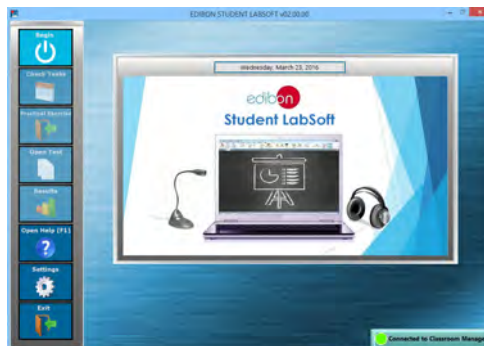 EDIBON STUDENT LABSOFT v02.00.00
Begin
Check Tasks
Practical Exercise
Open Test
Results
Open Help (F1)
Settings
Exit
Wednesday, March 23, 2016
edibon
Student LabSoft
Connected to Classroom Manage